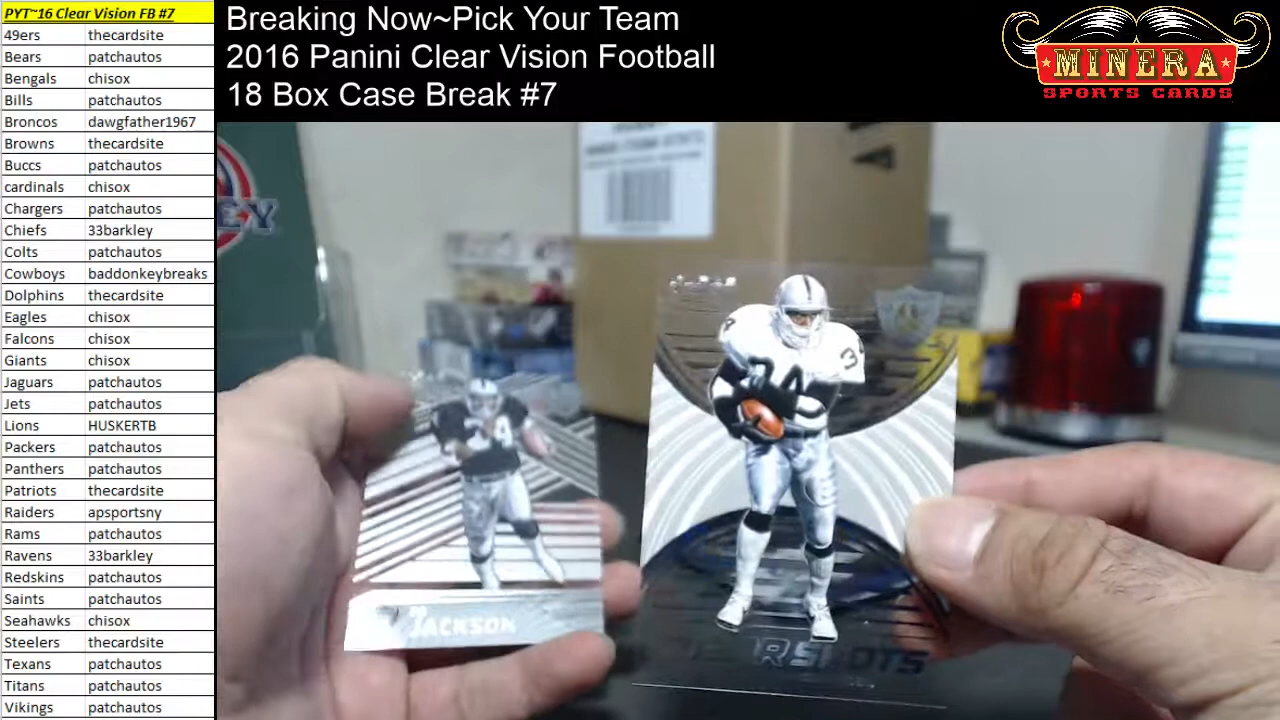 PYT~16 Clear Vision FB #7
49ers thecardsite
Bears patchautos
Bengals chisox
Bills patchautos
Broncos dawgfather1967
Browns thecardsite
Buccs patchautos
cardinals chisox
Chargers patchautos
Chiefs 33barkley
Colts patchautos
Cowboys baddonkeybreaks
Dolphins thecardsite
Eagles chisox
Falcons chisox
Giants chisox
Jaguars patchautos
Jets patchautos
Lions HUSKERTB
Packers patchautos
Panthers patchautos
Patriots thecardsite
Raiders apsportsny
Rams patchautos
Ravens 33barkley
Redskins patchautos
Saints patchautos
Seahawks chisox
Steelers thecardsite
Texans patchautos
Titans patchautos
Vikings patchautos
Breaking Now~Pick Your Team
2016 Panini Clear Vision Football
18 Box Case Break #7
MINERA
SPORTS CARDS
EY
34
34
34
JACKSON